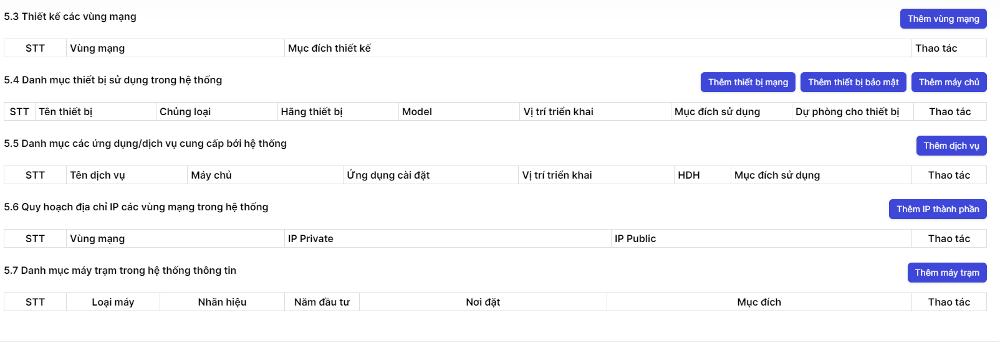 5.3 Thiết kế các vùng mạng Thêm vùng mạng
STT Vùng mạng Mục đích thiết kế Thao tác
5.4 Danh mục thiết bị sử dụng trong hệ thống Thêm thiết bị mạng Thêm thiết bị bảo mật Thêm máy chủ
STT Tên thiết bị Chủng loại Hãng thiết bị Model Vị trí triển khai Mục đích sử dụng Dự phòng cho thiết bị Thao tác
5.5 Danh mục các ứng dụng/dịch vụ cung cấp bởi hệ thống Thêm dịch vụ
STT Tên dịch vụ Máy chủ Ứng dụng cài đặt Vị trí triển khai HDH Mục đích sử dụng Thao tác
5.6 Quy hoạch địa chỉ IP các vùng mạng trong hệ thống Thêm IP thành phần
STT Vùng mạng IP Private IP Public Thao tác
5.7 Danh mục máy trạm trong hệ thống thông tin Thêm máy trạm
STT Loại máy Nhãn hiệu Năm đầu tư Nơi đặt Mục đích Thao tác